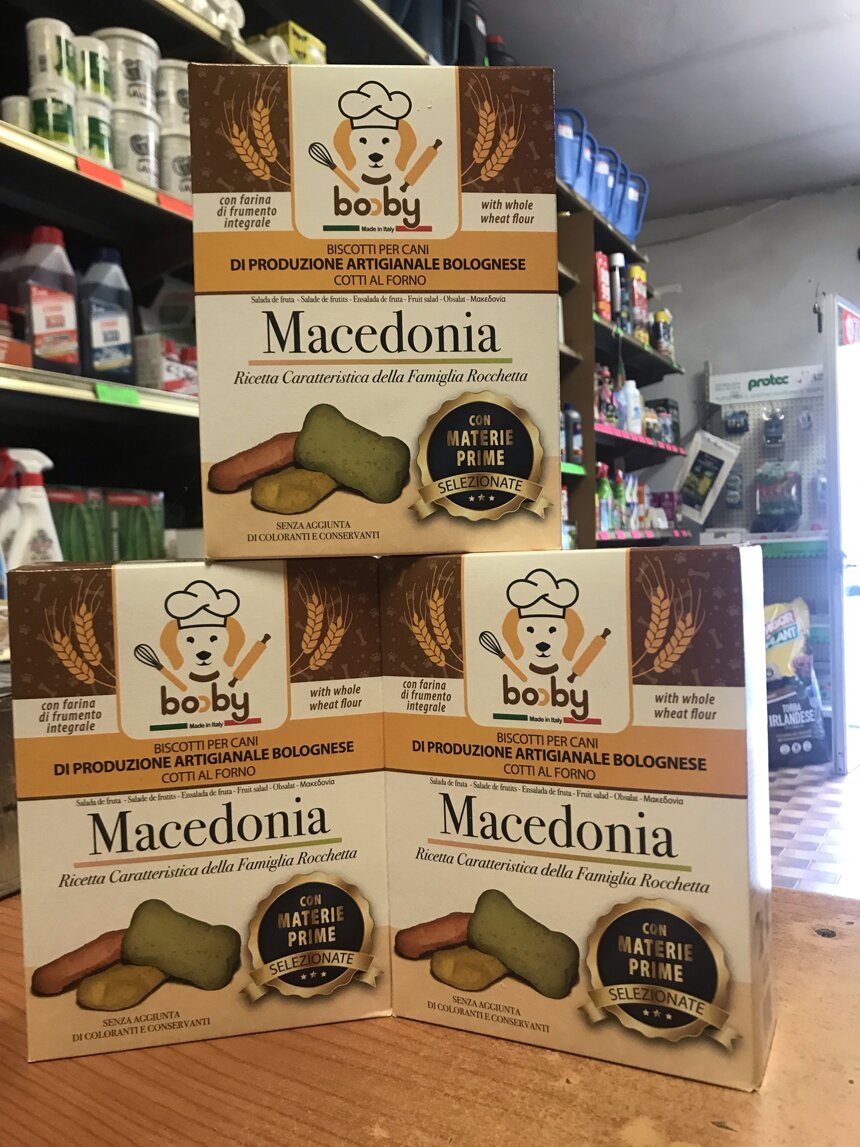 booby
Made in Italy
con farina
di frumento
integrale
with whole
wheat flour
BISCOTTI PER CANI
DI PRODUZIONE ARTIGIANALE BOLOGNESE
COTTI AL FORNO
Salada de fruta - Salade de fruits - Ensalada de fruta - Fruit salad - Obsalat - Македонія
Macedonia
Ricetta Caratteristica della Famiglia Rocchetta
CON
MATERIE
PRIME
SELEZIONATE
SENZA AGGIUNTA
DI COLORANTI E CONSERVANTI
protec
TORBA
IRLANDESE
booby
Made in Italy
con farina
di frumento
integrale
with whole
wheat flour
BISCOTTI PER CANI
DI PRODUZIONE ARTIGIANALE BOLOGNESE
COTTI AL FORNO
Salada de fruta - Salade de fruits - Ensalada de fruta - Fruit salad - Obsalat - Македонія
Macedonia
Ricetta Caratteristica della Famiglia Rocchetta
CON
MATERIE
PRIME
SELEZIONATE
SENZA AGGIUNTA
DI COLORANTI E CONSERVANTI
booby
Made in Italy
con farina
di frumento
integrale
with whole
wheat flour
BISCOTTI PER CANI
DI PRODUZIONE ARTIGIANALE BOLOGNESE
COTTI AL FORNO
Salada de fruta - Salade de fruits - Ensalada de fruta - Fruit salad - Obsalat - Македонія
Macedonia
Ricetta Caratteristica della Famiglia Rocchetta
CON
MATERIE
PRIME
SELEZIONATE
SENZA AGGIUNTA
DI COLORANTI E CONSERVANTI